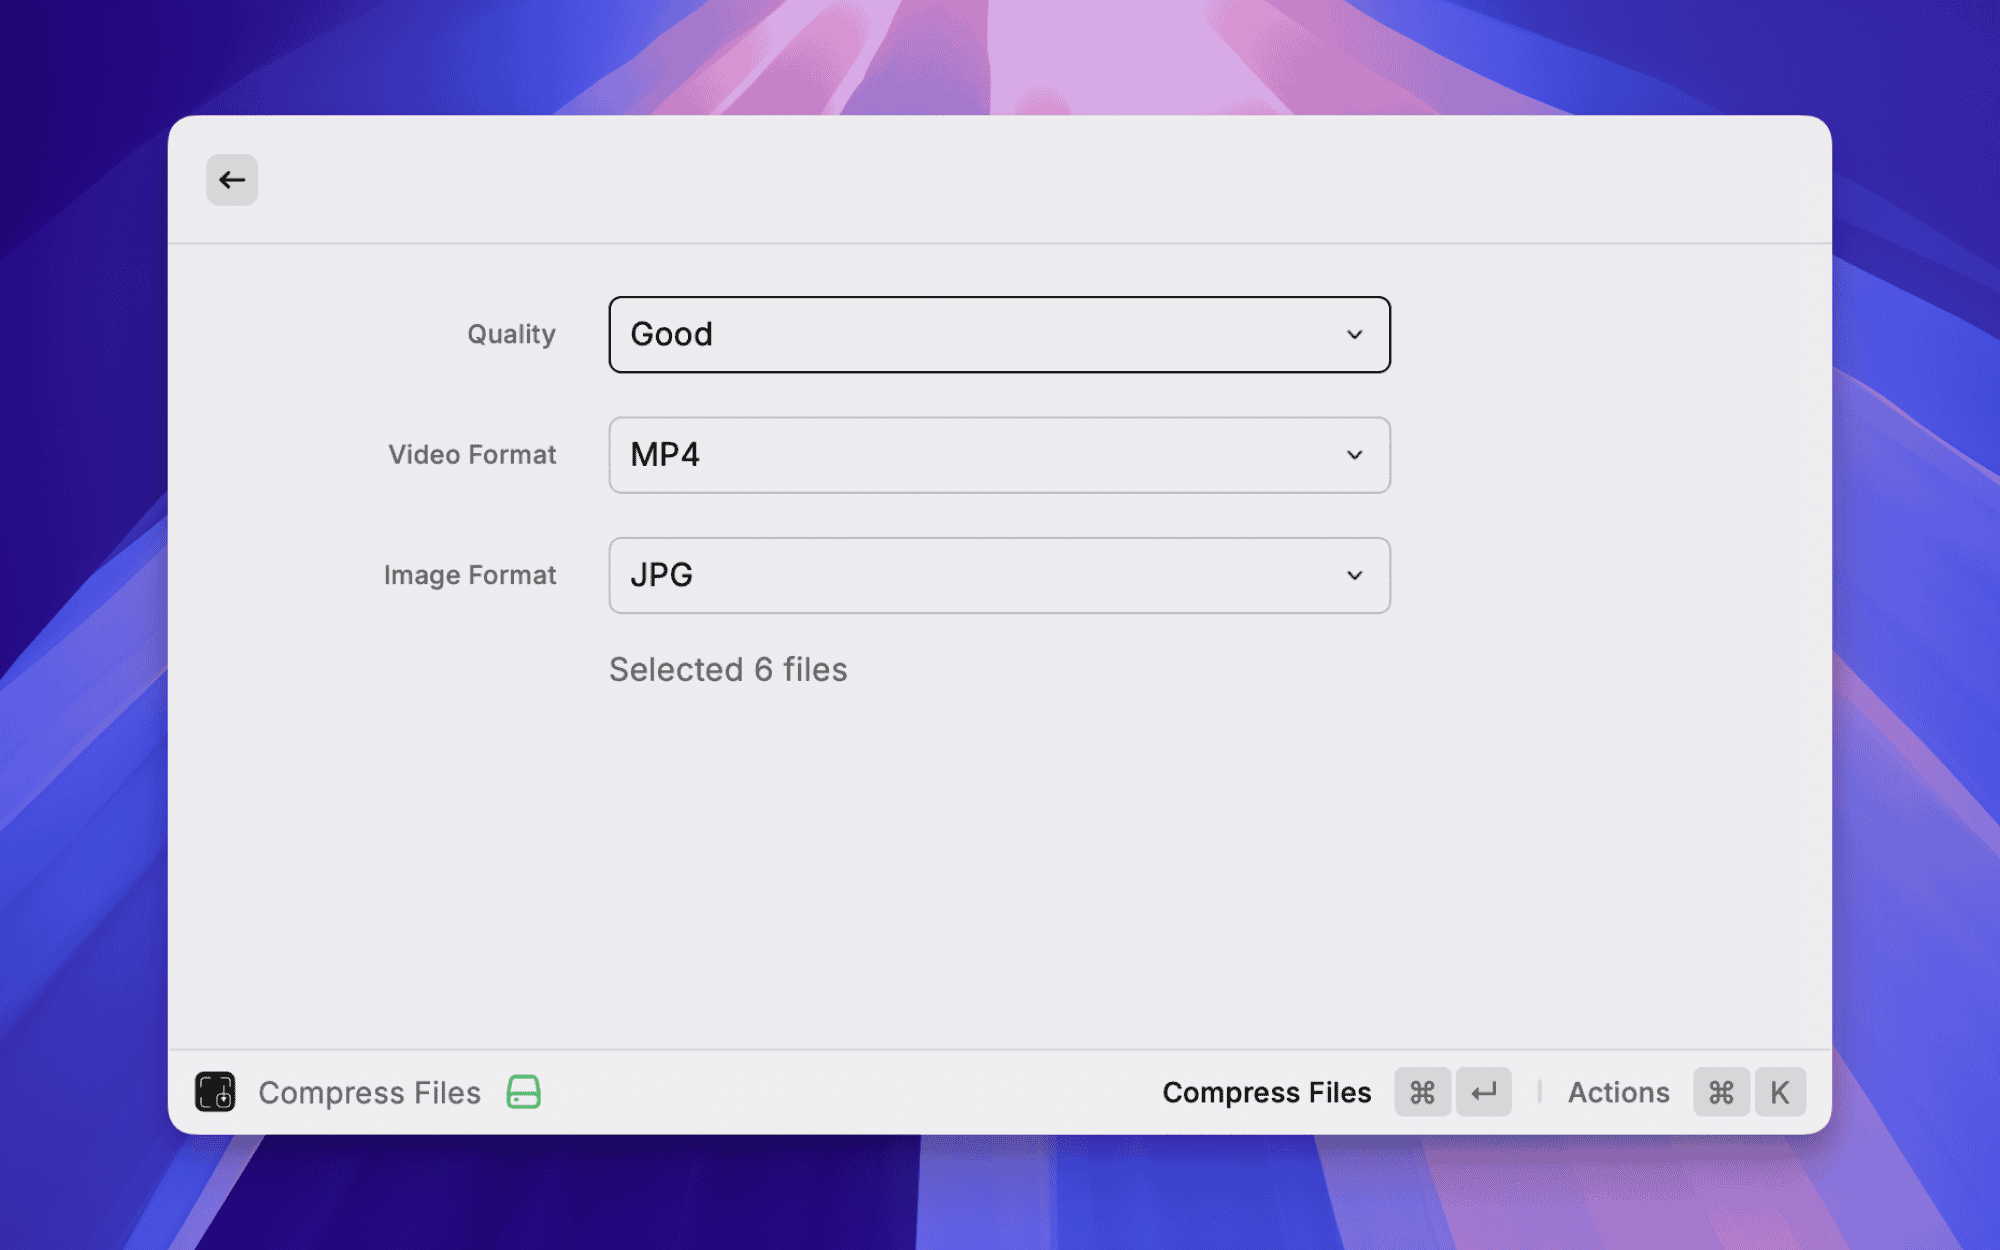 Quality
Good
Video Format
MP4
Image Format
JPG
Selected 6 files
Compress Files
Compress Files ⌘ ↵
Actions ⌘ K